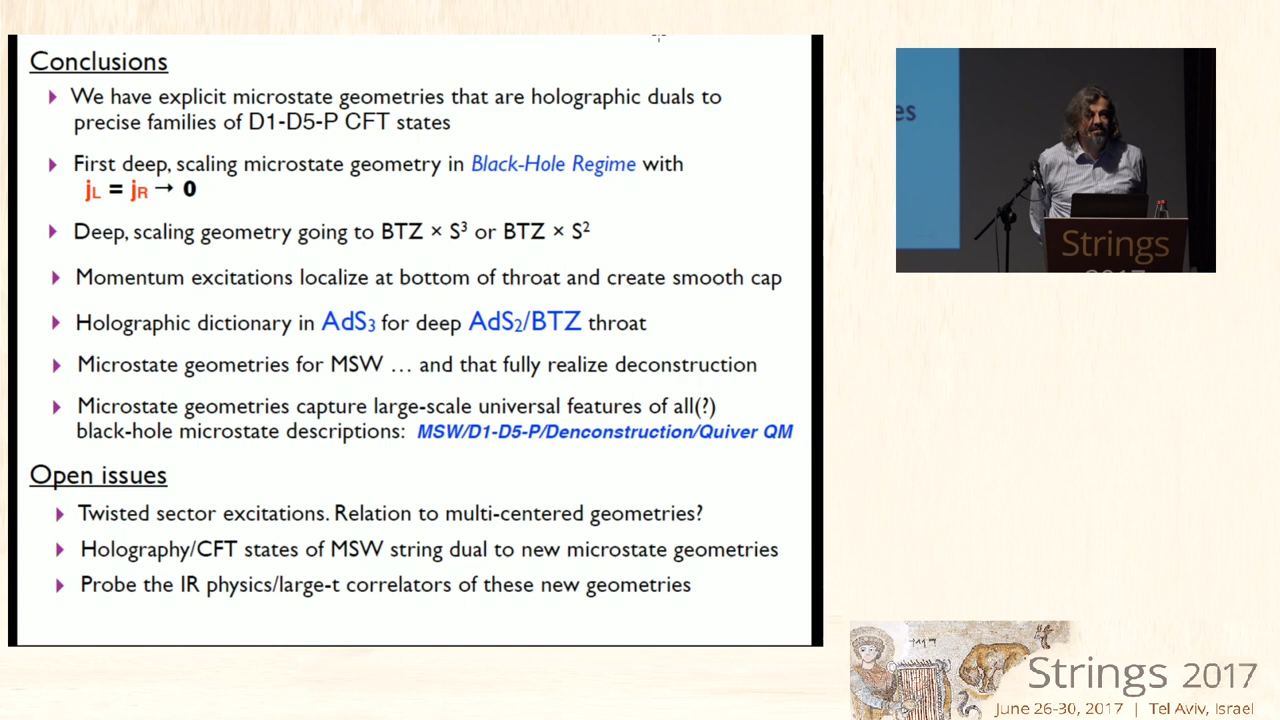 Conclusions
We have explicit microstate geometries that are holographic duals to
precise families of D1-D5-P CFT states
First deep, scaling microstate geometry in Black-Hole Regime with
jL = jR → 0
Deep, scaling geometry going to BTZ × S³ or BTZ × S²
Momentum excitations localize at bottom of throat and create smooth cap
Holographic dictionary in AdS₃ for deep AdS₂/BTZ throat
Microstate geometries for MSW … and that fully realize deconstruction
Microstate geometries capture large-scale universal features of all(?)
black-hole microstate descriptions: MSW/D1-D5-P/Denconstruction/Quiver QM
Open issues
Twisted sector excitations. Relation to multi-centered geometries?
Holography/CFT states of MSW string dual to new microstate geometries
Probe the IR physics/large-t correlators of these new geometries
es
Strings
2017
Strings 2017
June 26-30, 2017 | Tel Aviv, Israel